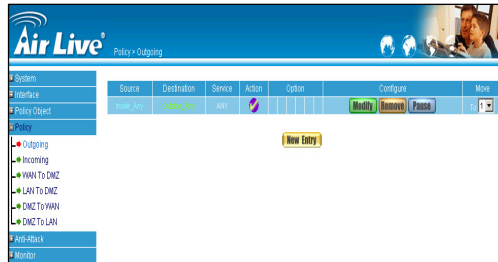 Air Live
Policy > Outgoing
System
Interface
Policy Object
Policy
Outgoing
Incoming
WAN To DMZ
LAN To DMZ
DMZ To WAN
DMZ To LAN
Anti-Attack
Monitor
Source Destination Service Action Option Configure Move
Inside_Any ANY Modify Remove Pause To 1
New Entry